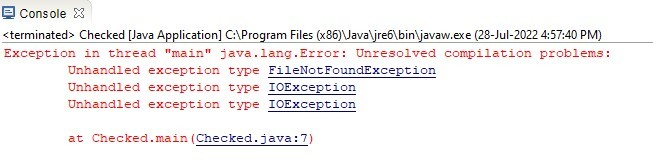 Console
<terminated> Checked [Java Application] C:\Program Files (x86)\Java\jre6\bin\javaw.exe (28-Jul-2022 4:57:40 PM)
Exception in thread "main" java.lang.Error: Unresolved compilation problems:
Unhandled exception type FileNotFoundException
Unhandled exception type IOException
Unhandled exception type IOException
at Checked.main(Checked.java:7)